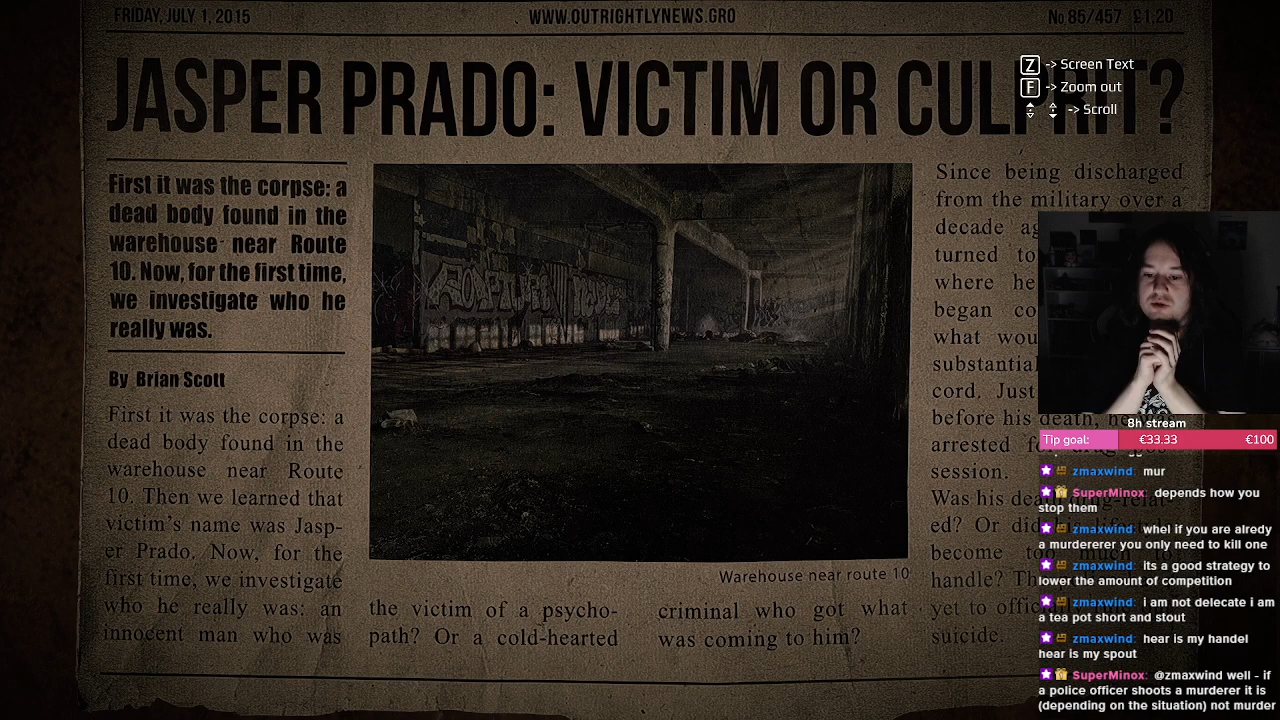 FRIDAY, JULY 1, 2015
WWW.OUTRIGHTLYNEWS.GRO
No 85/457 £1,20
JASPER PRADO: VICTIM OR CULPRIT?
Z -> Screen Text
F -> Zoom out
-> Scroll
First it was the corpse: a
dead body found in the
warehouse near Route
10. Now, for the first time,
we investigate who he
really was.
By Brian Scott
First it was the corpse: a
dead body found in the
warehouse near Route
10. Then we learned that
victim's name was Jasp-
er Prado. Now, for the
first time, we investigate
who he really was: an
innocent man who was
Warehouse near route 10
the victim of a psycho-
path? Or a cold-hearted
criminal who got what
was coming to him?
Since being discharged
from the military over a
decade
turned to
where he
began
what
substantial
cord. Just
before his death, he was
arrested for
session.
Was his death drug-relat-
ed? Or did
become too much to
handle?
yet to
suicide.
8h stream
Tip goal: €33.33 €100
zmaxwind: mur
SuperMinox: depends how you
stop them
zmaxwind: whel if you are alredy
a murdererer you only need to kill one
zmaxwind: its a good strategy to
lower the amount of competition
zmaxwind: i am not delecate i am
a tea pot short and stout
zmaxwind: hear is my handel
hear is my spout
SuperMinox: @zmaxwind well - if
a police officer shoots a murderer it is
(depending on the situation) not murder